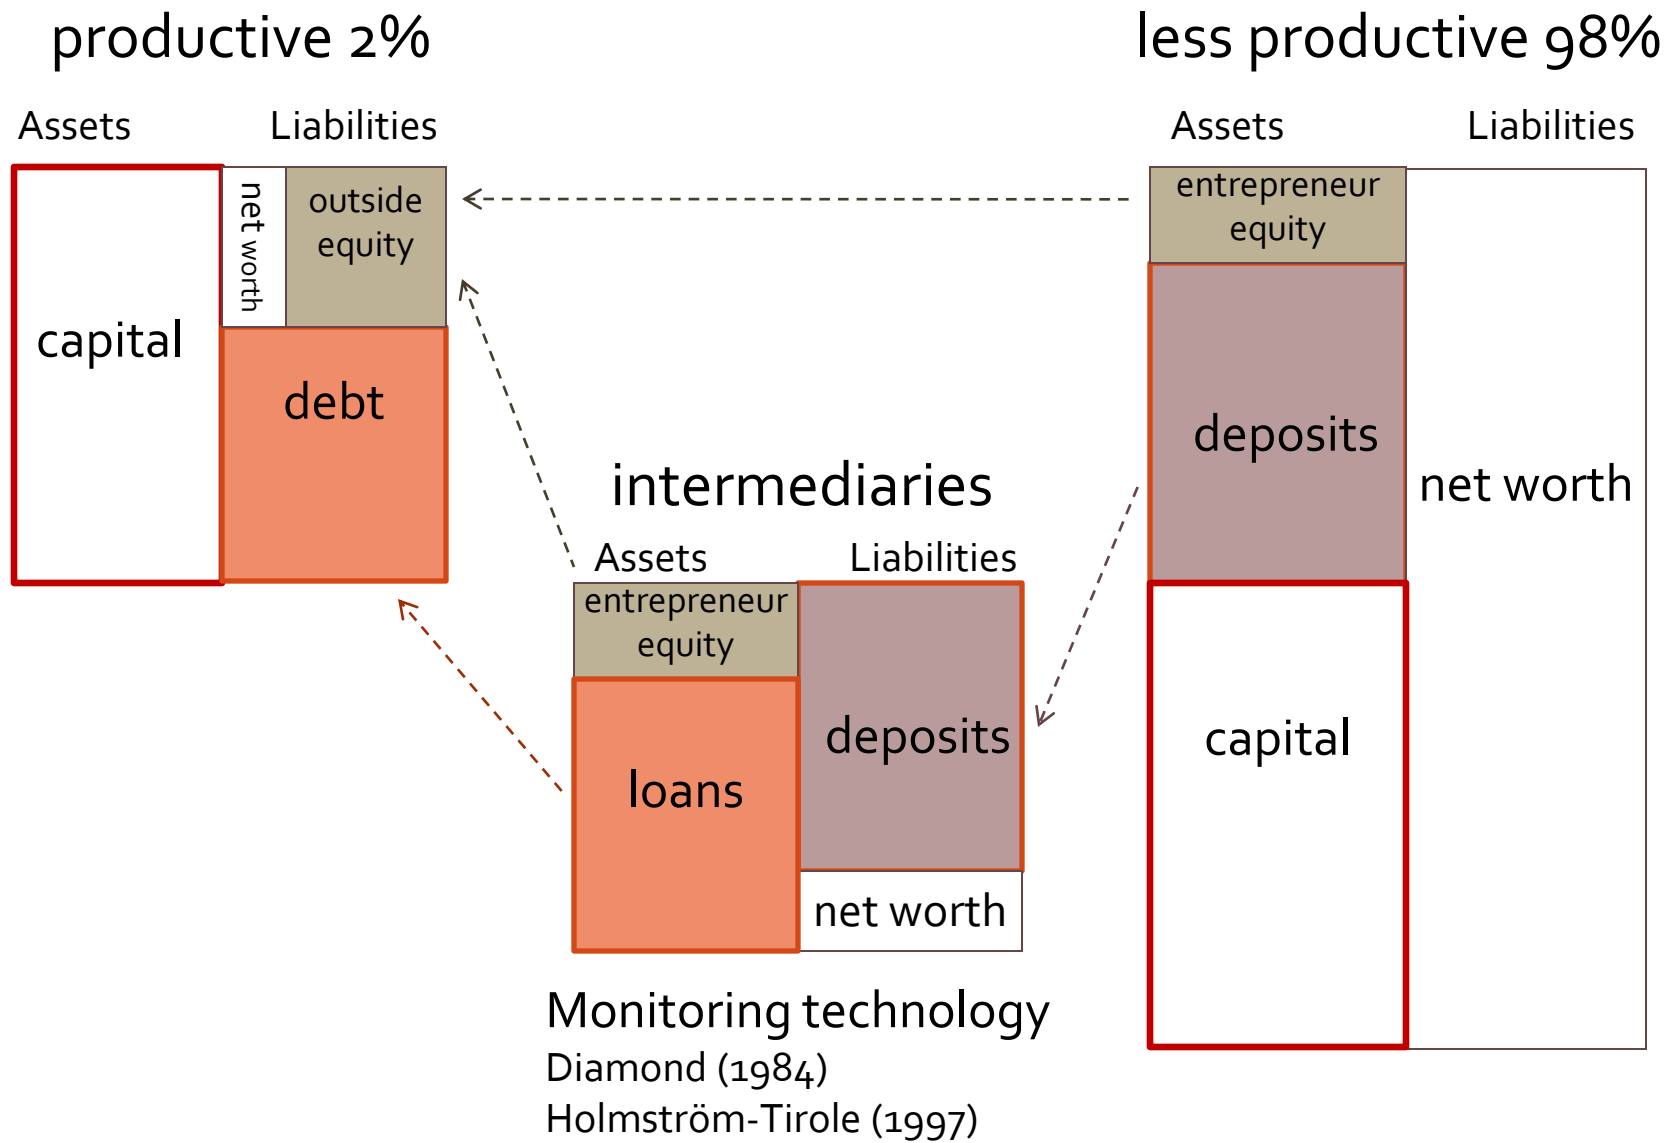 productive 2%
less productive 98%
Assets
Liabilities
Assets
Liabilities
capital
net worth
outside
equity
debt
entrepreneur
equity
deposits
net worth
capital
intermediaries
Assets
Liabilities
entrepreneur
equity
loans
deposits
net worth
Monitoring technology
Diamond (1984)
Holmström-Tirole (1997)